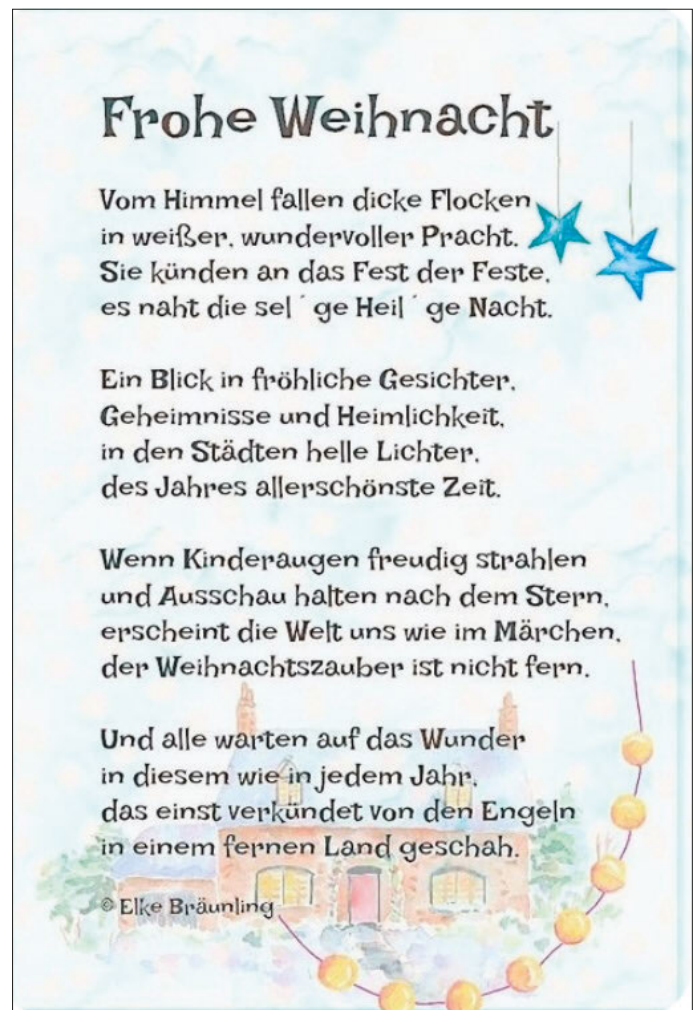 Frohe Weihnacht
Vom Himmel fallen dicke Flocken
in weißer, wundervoller Pracht.
Sie künden an das Fest der Feste,
es naht die sel ´ ge Heil ´ ge Nacht.
Ein Blick in fröhliche Gesichter,
Geheimnisse und Heimlichkeit,
in den Städten helle Lichter,
des Jahres allerschönste Zeit.
Wenn Kinderaugen freudig strahlen
und Ausschau halten nach dem Stern,
erscheint die Welt uns wie im Märchen,
der Weihnachtszauber ist nicht fern.
Und alle warten auf das Wunder
in diesem wie in jedem Jahr,
das einst verkündet von den Engeln
in einem fernen Land geschah.
© Elke Bräunling